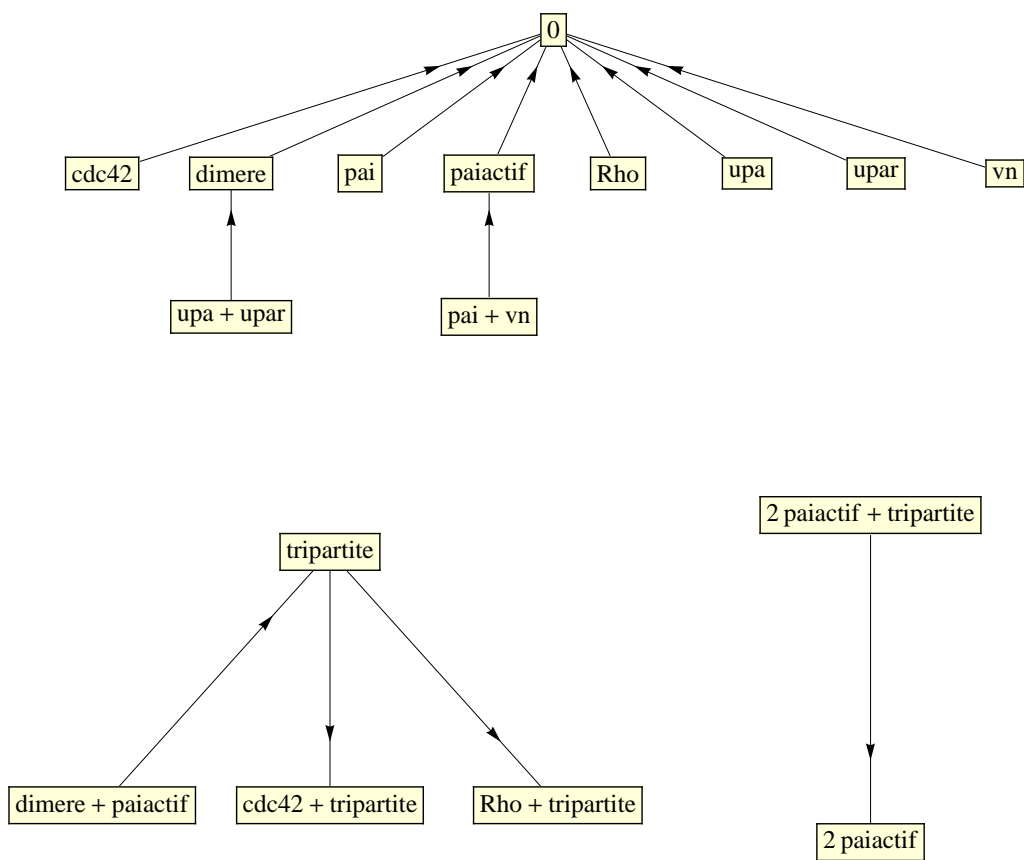 0
cdc42
dimere
pai
paiactif
Rho
upa
upar
vn
upa + upar
pai + vn
2 paiactif + tripartite
tripartite
dimere + paiactif
cdc42 + tripartite
Rho + tripartite
2 paiactif